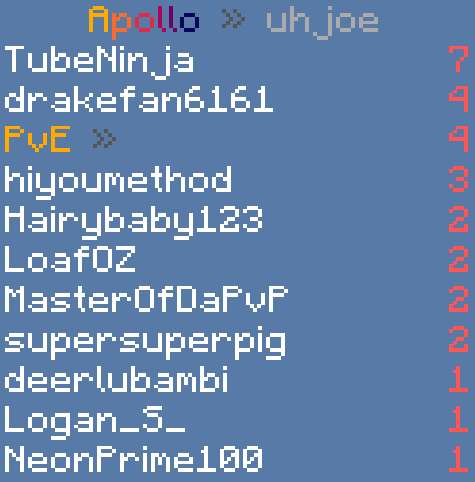 Apollo » uhjoe
TubeNinja 7
drakefan6161 4
PvE » 4
hiyoumethod 3
Hairybaby123 2
LoafOZ 2
MasterOfDaPvP 2
supersuperpig 2
deerlubambi 1
Logan_S_ 1
NeonPrime100 1